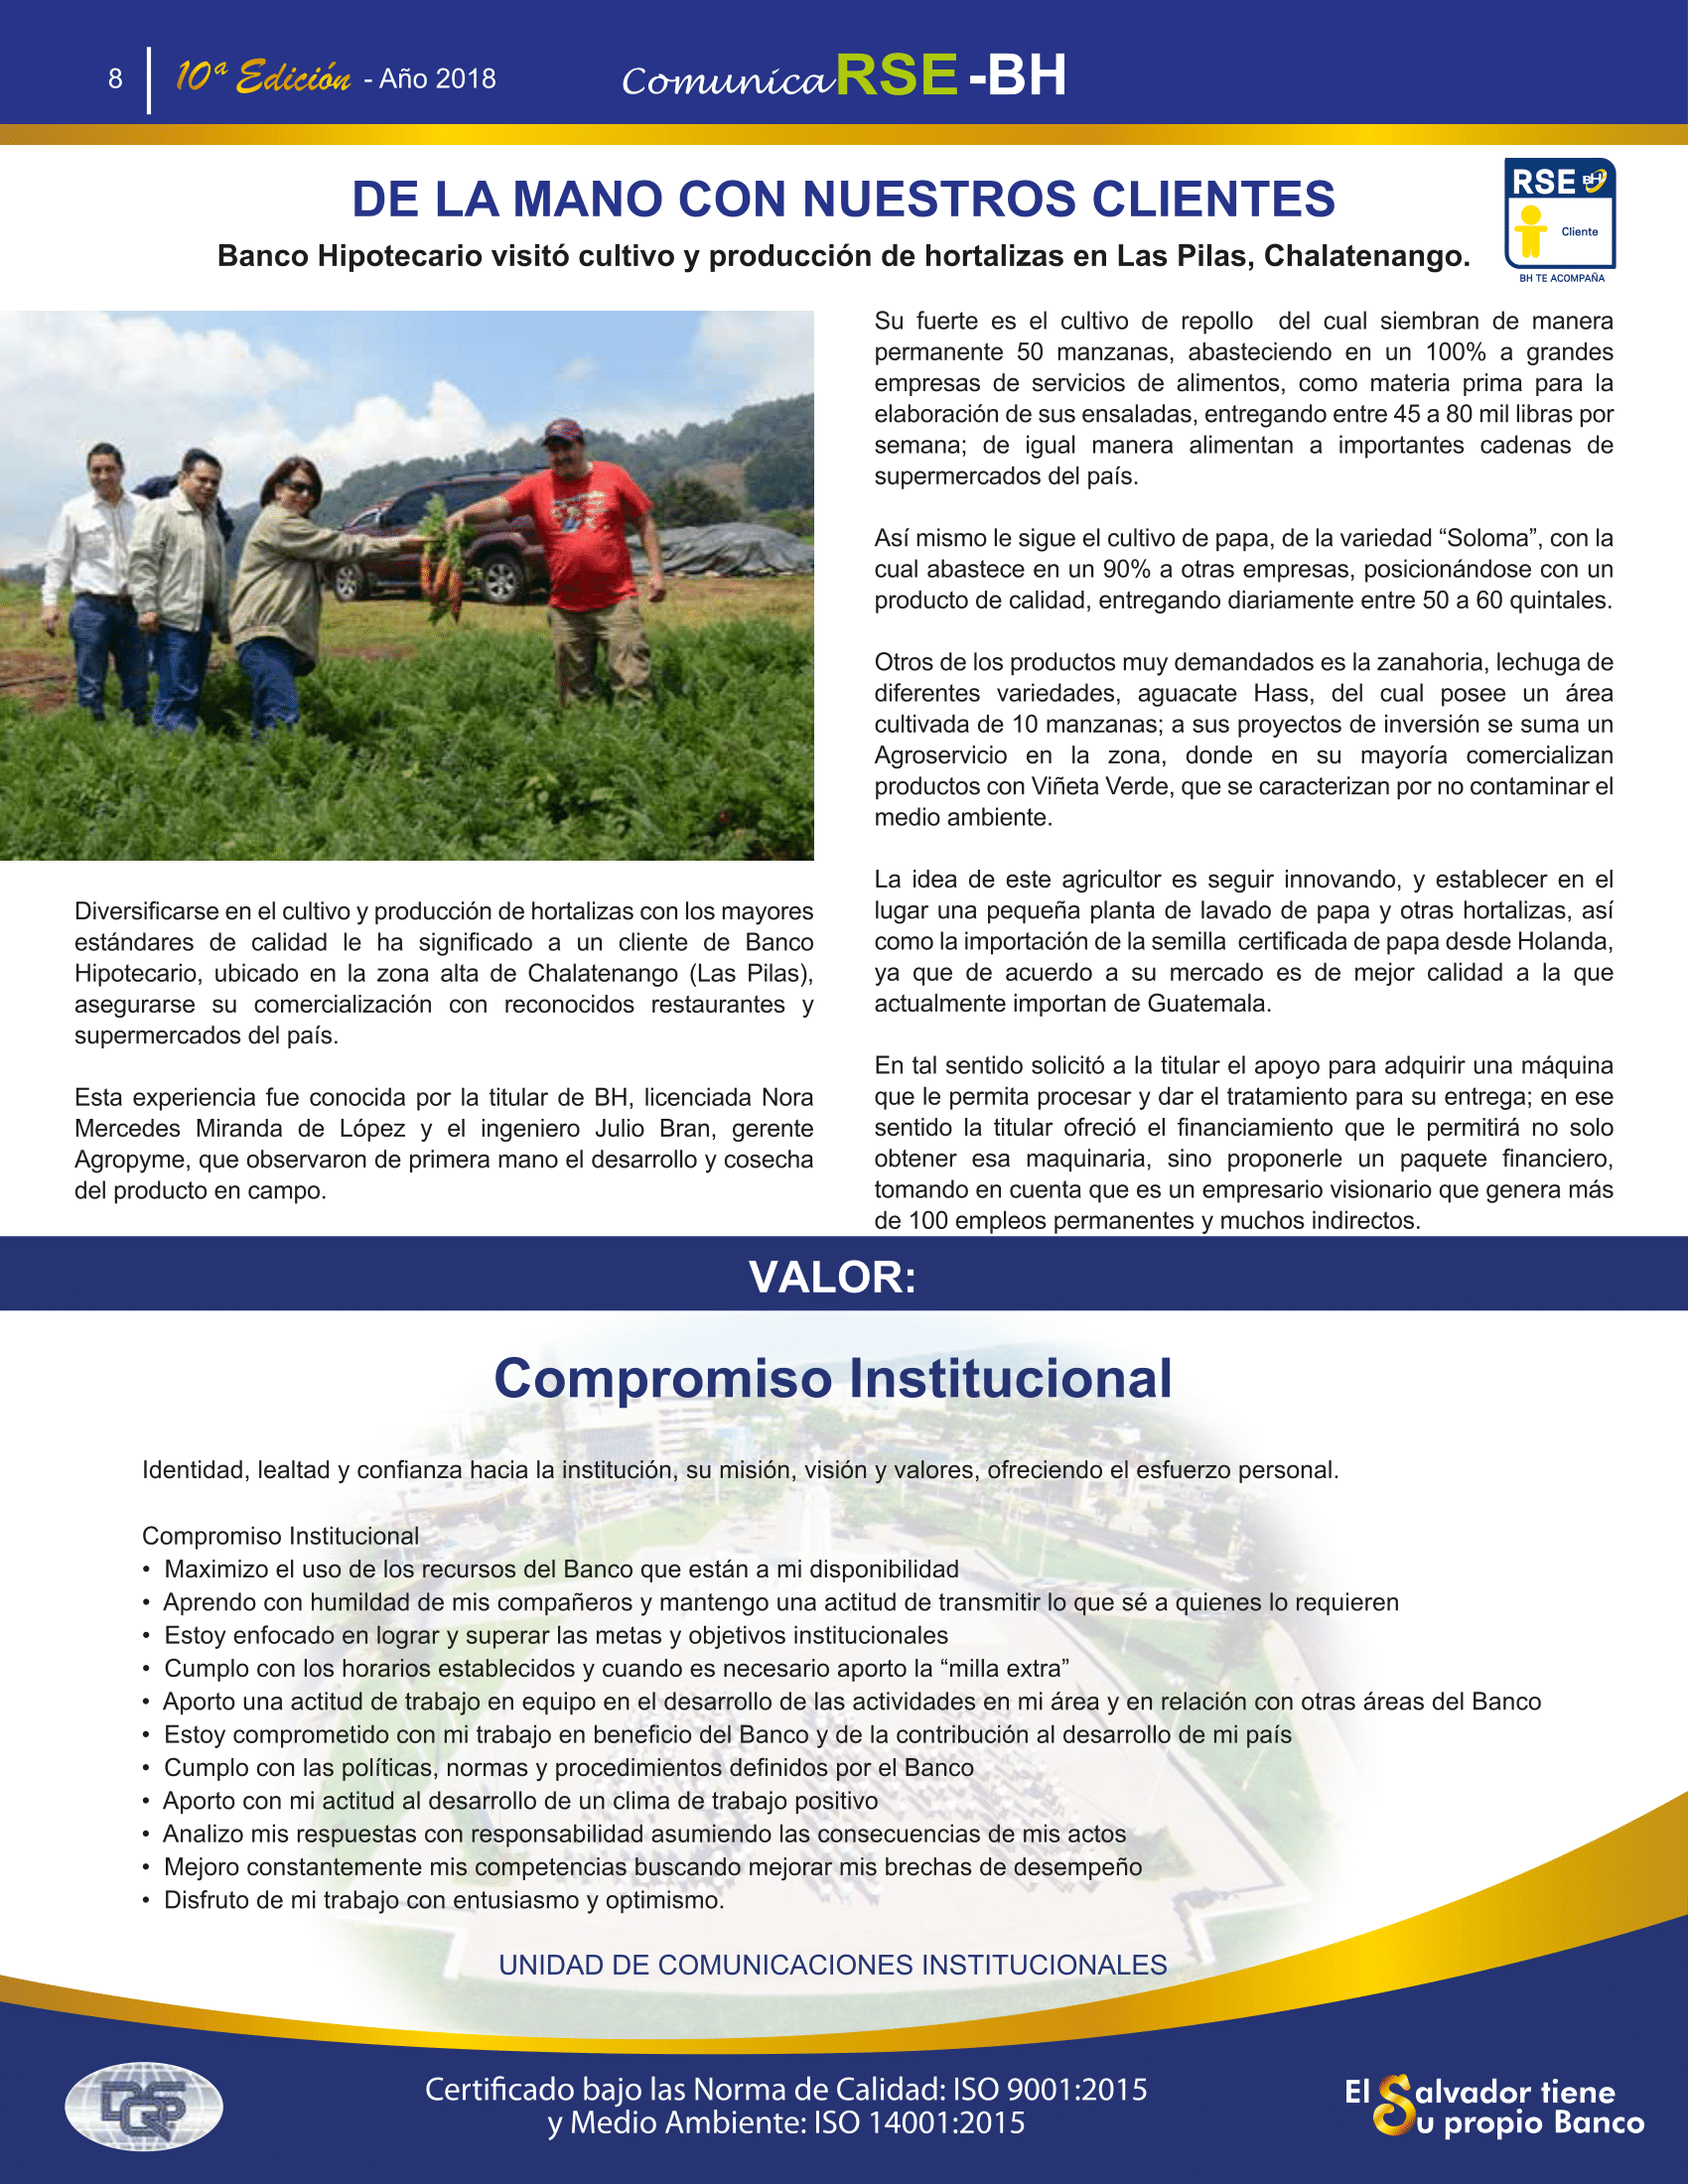 8
10ª Edición - Año 2018
ComunicaRSE-BH
DE LA MANO CON NUESTROS CLIENTES
Banco Hipotecario visitó cultivo y producción de hortalizas en Las Pilas, Chalatenango.
RSE BH
Cliente
BH TE ACOMPAÑA
Diversificarse en el cultivo y producción de hortalizas con los mayores
estándares de calidad le ha significado a un cliente de Banco
Hipotecario, ubicado en la zona alta de Chalatenango (Las Pilas),
asegurarse su comercialización con reconocidos restaurantes y
supermercados del país.
Esta experiencia fue conocida por la titular de BH, licenciada Nora
Mercedes Miranda de López y el ingeniero Julio Bran, gerente
Agropyme, que observaron de primera mano el desarrollo y cosecha
del producto en campo.
Su fuerte es el cultivo de repollo del cual siembran de manera
permanente 50 manzanas, abasteciendo en un 100% a grandes
empresas de servicios de alimentos, como materia prima para la
elaboración de sus ensaladas, entregando entre 45 a 80 mil libras por
semana; de igual manera alimentan a importantes cadenas de
supermercados del país.
Así mismo le sigue el cultivo de papa, de la variedad “Soloma”, con la
cual abastece en un 90% a otras empresas, posicionándose con un
producto de calidad, entregando diariamente entre 50 a 60 quintales.
Otros de los productos muy demandados es la zanahoria, lechuga de
diferentes variedades, aguacate Hass, del cual posee un área
cultivada de 10 manzanas; a sus proyectos de inversión se suma un
Agroservicio en la zona, donde en su mayoría comercializan
productos con Viñeta Verde, que se caracterizan por no contaminar el
medio ambiente.
La idea de este agricultor es seguir innovando, y establecer en el
lugar una pequeña planta de lavado de papa y otras hortalizas, así
como la importación de la semilla certificada de papa desde Holanda,
ya que de acuerdo a su mercado es de mejor calidad a la que
actualmente importan de Guatemala.
En tal sentido solicitó a la titular el apoyo para adquirir una máquina
que le permita procesar y dar el tratamiento para su entrega; en ese
sentido la titular ofreció el financiamiento que le permitirá no solo
obtener esa maquinaria, sino proponerle un paquete financiero,
tomando en cuenta que es un empresario visionario que genera más
de 100 empleos permanentes y muchos indirectos.
VALOR:
Compromiso Institucional
Identidad, lealtad y confianza hacia la institución, su misión, visión y valores, ofreciendo el esfuerzo personal.
Compromiso Institucional
• Maximizo el uso de los recursos del Banco que están a mi disponibilidad
• Aprendo con humildad de mis compañeros y mantengo una actitud de transmitir lo que sé a quienes lo requieren
• Estoy enfocado en lograr y superar las metas y objetivos institucionales
• Cumplo con los horarios establecidos y cuando es necesario aporto la “milla extra”
• Aporto una actitud de trabajo en equipo en el desarrollo de las actividades en mi área y en relación con otras áreas del Banco
• Estoy comprometido con mi trabajo en beneficio del Banco y de la contribución al desarrollo de mi país
• Cumplo con las políticas, normas y procedimientos definidos por el Banco
• Aporto con mi actitud al desarrollo de un clima de trabajo positivo
• Analizo mis respuestas con responsabilidad asumiendo las consecuencias de mis actos
• Mejoro constantemente mis competencias buscando mejorar mis brechas de desempeño
• Disfruto de mi trabajo con entusiasmo y optimismo.
UNIDAD DE COMUNICACIONES INSTITUCIONALES
Certificado bajo las Norma de Calidad: ISO 9001:2015
y Medio Ambiente: ISO 14001:2015
El Salvador tiene
Su propio Banco